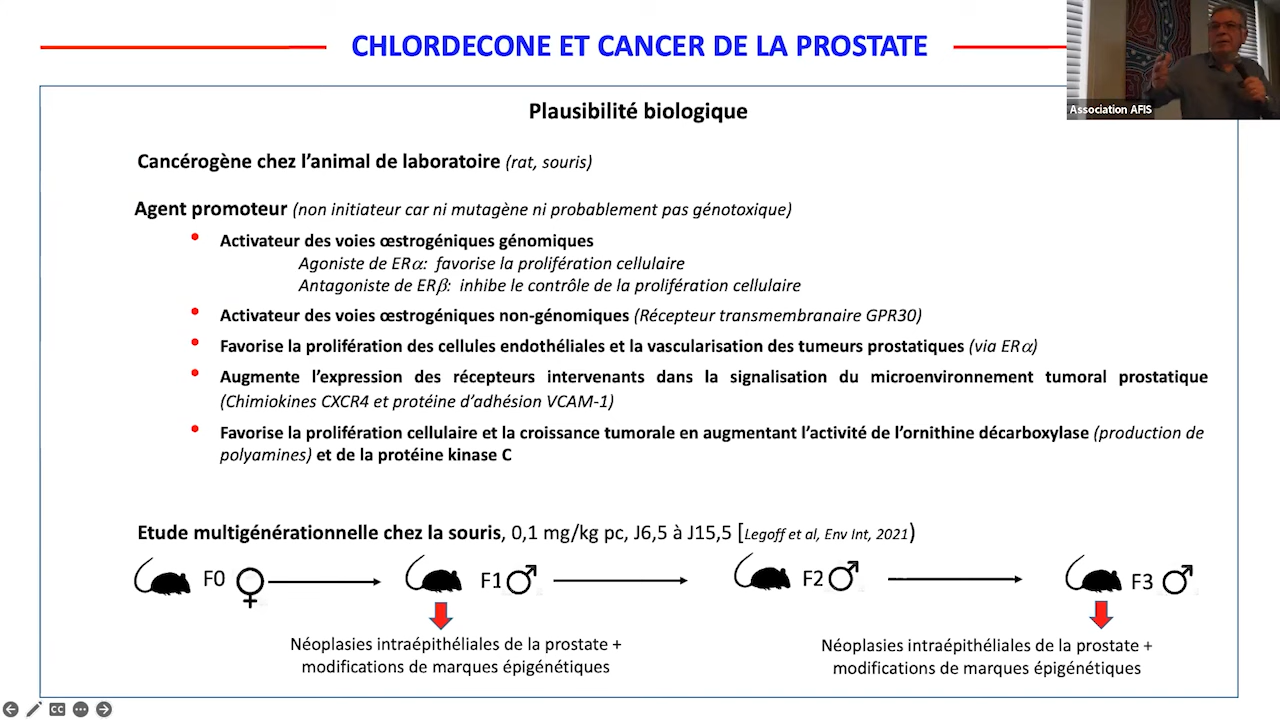 CHLORDECONE ET CANCER DE LA PROSTATE
Association AFIS
Plausibilité biologique
Cancérogène chez l'animal de laboratoire (rat, souris)
Agent promoteur (non initiateur car ni mutagène ni probablement pas génotoxique)
• Activateur des voies œstrogéniques génomiques
Agoniste de ERα: favorise la prolifération cellulaire
Antagoniste de ERβ: inhibe le contrôle de la prolifération cellulaire
• Activateur des voies œstrogéniques non-génomiques (Récepteur transmembranaire GPR30)
• Favorise la prolifération des cellules endothéliales et la vascularisation des tumeurs prostatiques (via ERα)
• Augmente l'expression des récepteurs intervenants dans la signalisation du microenvironnement tumoral prostatique
(Chimiokines CXCR4 et protéine d'adhésion VCAM-1)
• Favorise la prolifération cellulaire et la croissance tumorale en augmentant l'activité de l'ornithine décarboxylase (production de
polyamines) et de la protéine kinase C
Etude multigénérationnelle chez la souris, 0,1 mg/kg pc, J6,5 à J15,5 [Legoff et al, Env Int, 2021)
F0 ♀ F1 ♂ F2 ♂ F3 ♂
Néoplasies intraépithéliales de la prostate +
modifications de marques épigénétiques
Néoplasies intraépithéliales de la prostate +
modifications de marques épigénétiques
CC